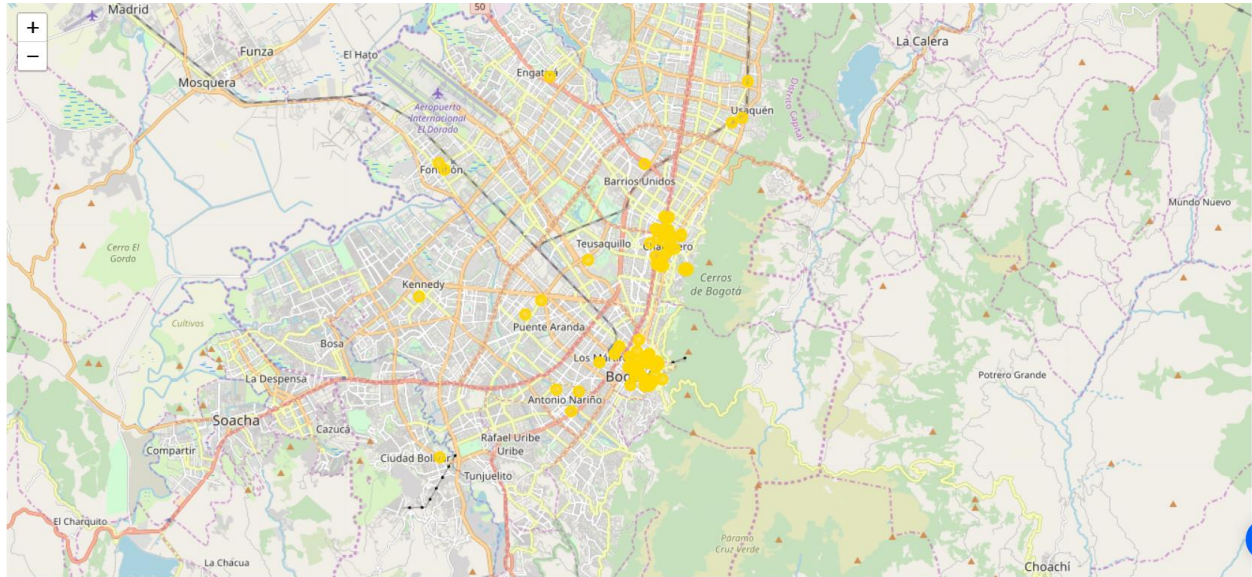 Madrid
50
+
−
Funza
El Hato
La Calera
Engativá
Mosquera
Aeropuerto
Internacional
El Dorado
Usaquén
Distrito Capital
Barrios Unidos
Mundo Nuevo
Teusaquillo
Cerro El
Gordo
Cerros
de Bogotá
Kennedy
Cultivos
Puente Aranda
Bosa
Los Mártires
La Despensa
Potrero Grande
Antonio Nariño
Soacha
Cazucá
Rafael Uribe
Uribe
Compartir
Ciudad Bolívar
Tunjuelito
El Charquito
Páramo
Cruz Verde
La Chacua
Choachí